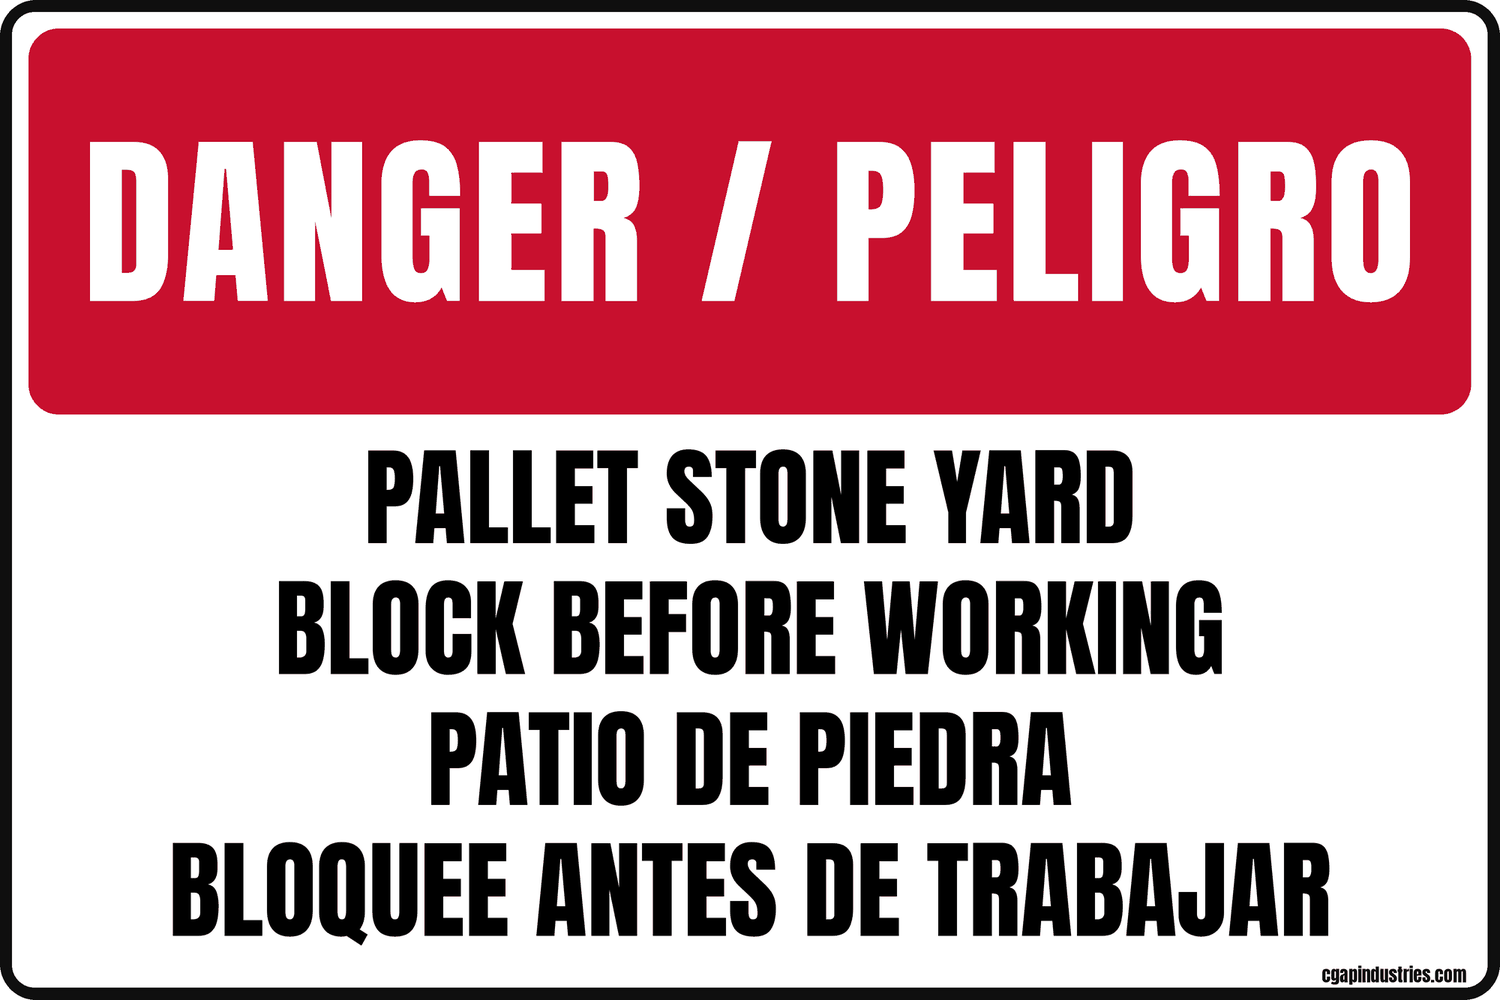 DANGER / PELIGRO
PALLET STONE YARD
BLOCK BEFORE WORKING
PATIO DE PIEDRA
BLOQUEE ANTES DE TRABAJAR
cgapindustries.com